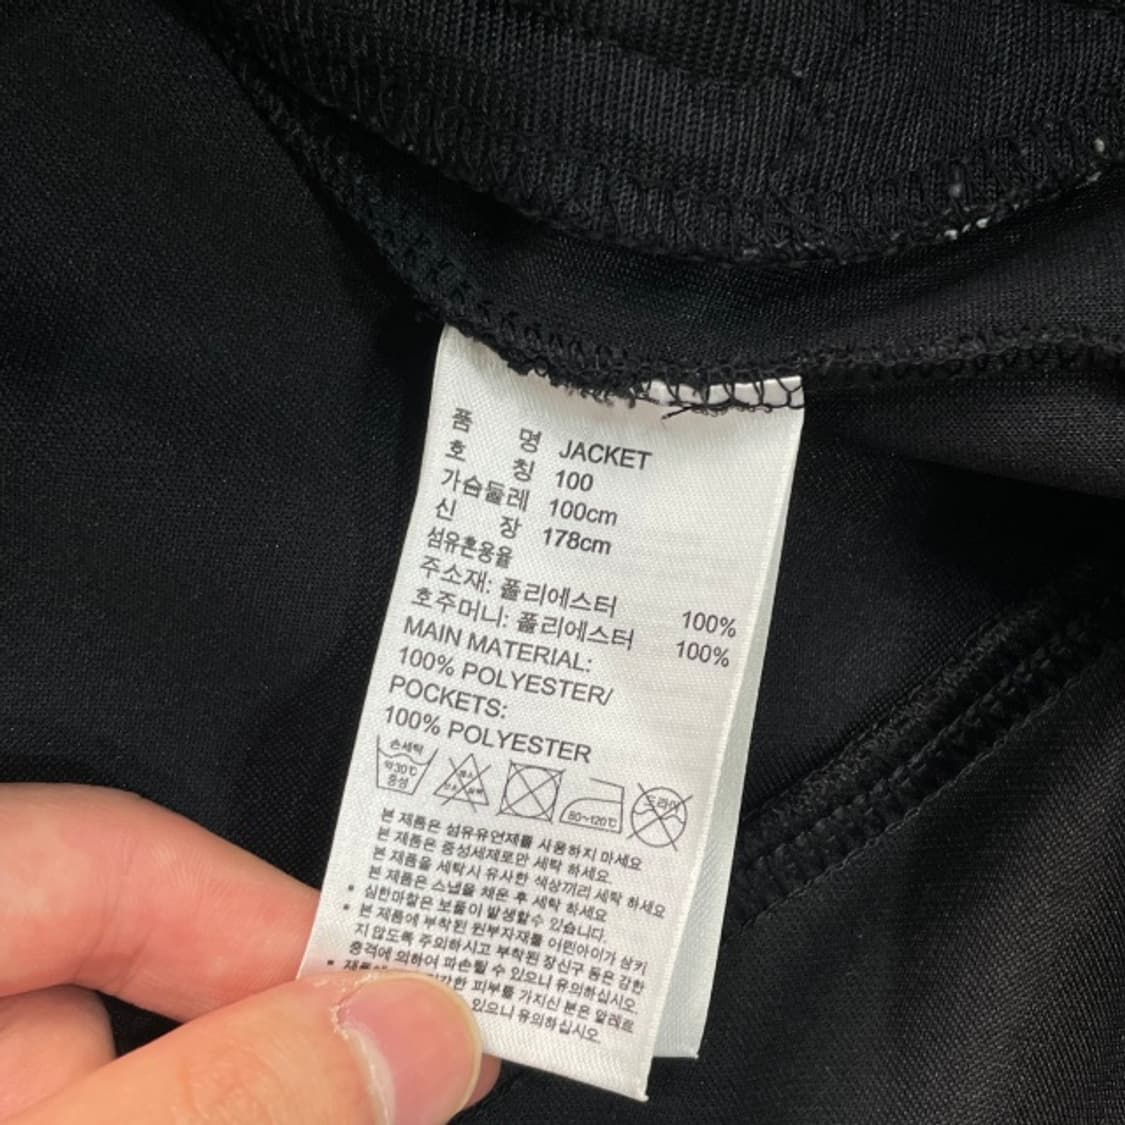 품 명 JACKET
호 칭 100
가슴둘레 100cm
신 장 178cm
섬유혼용율
주소재: 폴리에스터 100%
호주머니: 폴리에스터 100%
MAIN MATERIAL:
100% POLYESTER/
POCKETS:
100% POLYESTER
손세탁 약30℃ 중성 80~120℃ 드라이
본 제품은 섬유유연제를 사용하지 마세요
본 제품은 중성세제로만 세탁 하세요.
본 제품을 세탁시 유사한 색상끼리 세탁 하세요
본 제품은 스냅을 채운 후 세탁 하세요
* 심한마찰은 보풀이 발생할수 있습니다.
* 본 제품에 부착된 원부자재를 어린아이가 삼키
지 않도록 주의하시고 부착된 장신구 등은 강한
충격에 의하여 파손될 수 있으니 유의하십시오.
* 피부를 가지신 분은 알레르
있으니 유의하십시오.